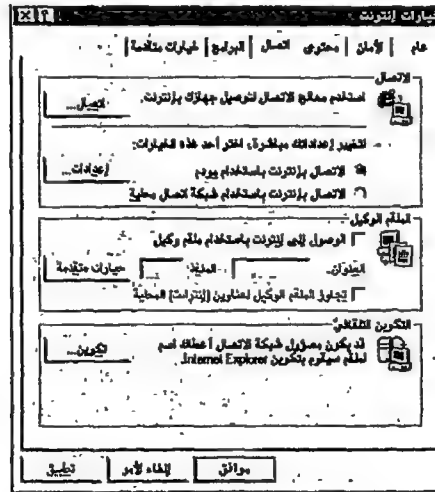 خيارات إنترنت
عام الأمان محتوى اتصال البرامج خيارات متقدمة
الاتصال
استخدم معالج الاتصال لتوصيل جهازك بإنترنت.
اتصال...
لتغيير إعداداتك مباشرة، اختر أحد هذه الخيارات:
الاتصال بإنترنت باستخدام مودم
إعدادات...
الاتصال بإنترنت باستخدام شبكة اتصال محلية
الملقم الوكيل
الوصول إلى إنترنت باستخدام ملقم وكيل
العنوان: المنفذ: خيارات متقدمة
تجاوز الملقم الوكيل لعناوين (إنترانت) المحلية
التكوين التلقائي
قد يكون مسؤول شبكة الاتصال أعطاك اسم
لملقم سيقوم بتكوين Internet Explorer.
تكوين...
موافق إلغاء الأمر تطبيق